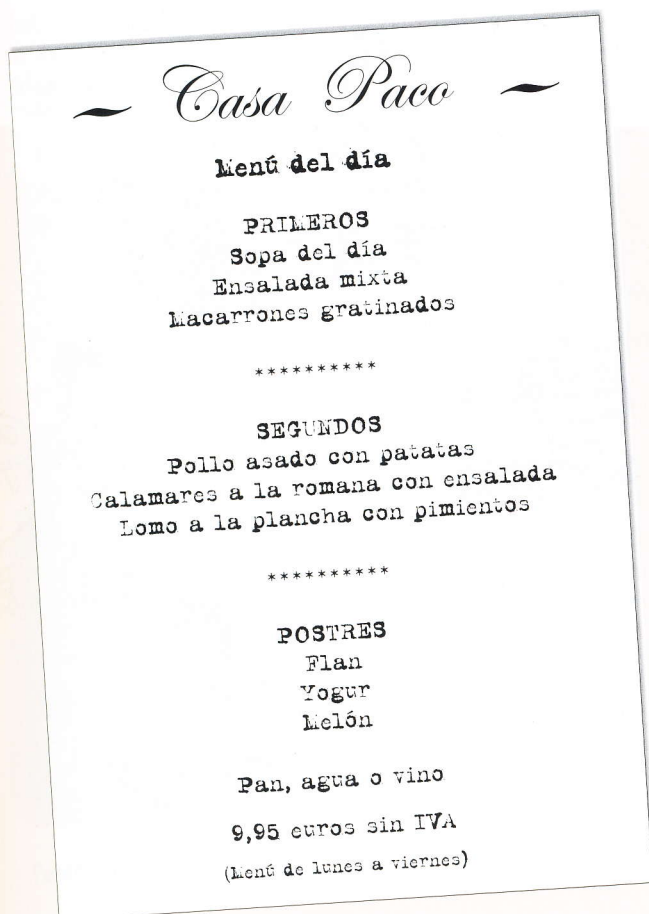 ~ Casa Paco ~
Menú del día
PRIMEROS
Sopa del día
Ensalada mixta
Macarrones gratinados
**********
SEGUNDOS
Pollo asado con patatas
Calamares a la romana con ensalada
Lomo a la plancha con pimientos
**********
POSTRES
Flan
Yogur
Melón
Pan, agua o vino
9,95 euros sin IVA
(Menú de lunes a viernes)